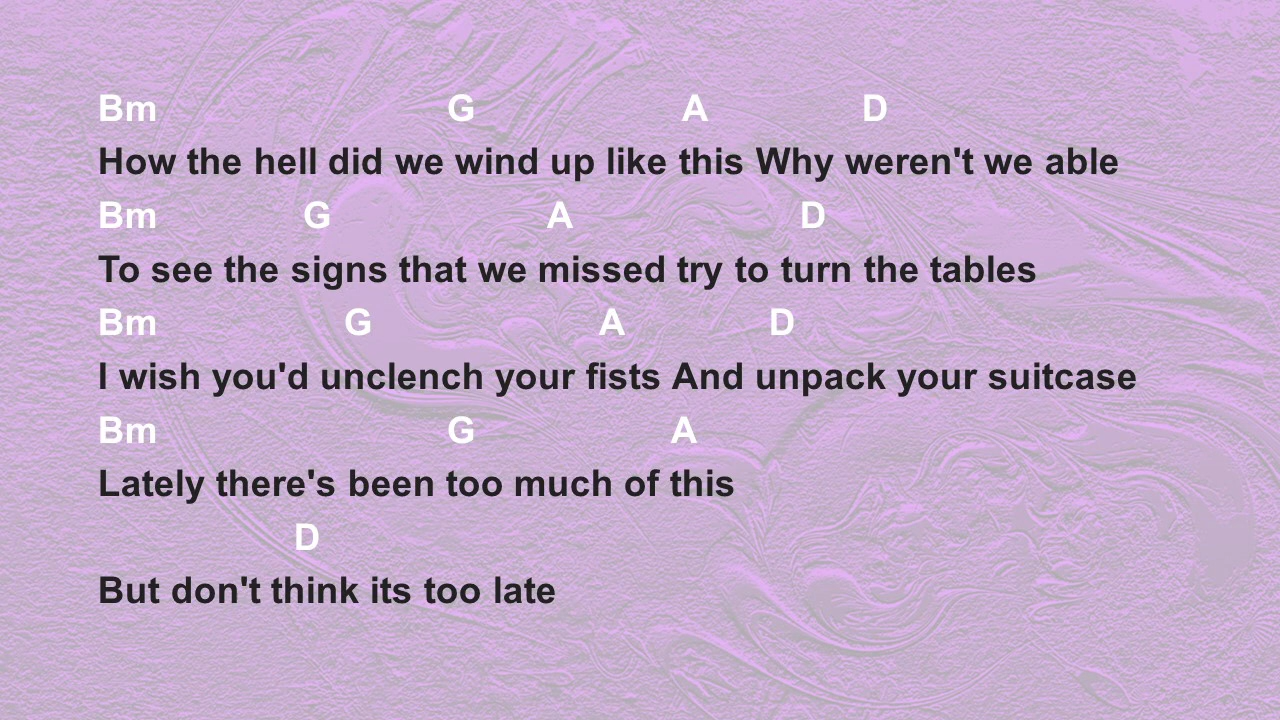 Bm G A D
How the hell did we wind up like this Why weren't we able
Bm G A D
To see the signs that we missed try to turn the tables
Bm G A D
I wish you'd unclench your fists And unpack your suitcase
Bm G A
Lately there's been too much of this
D
But don't think its too late